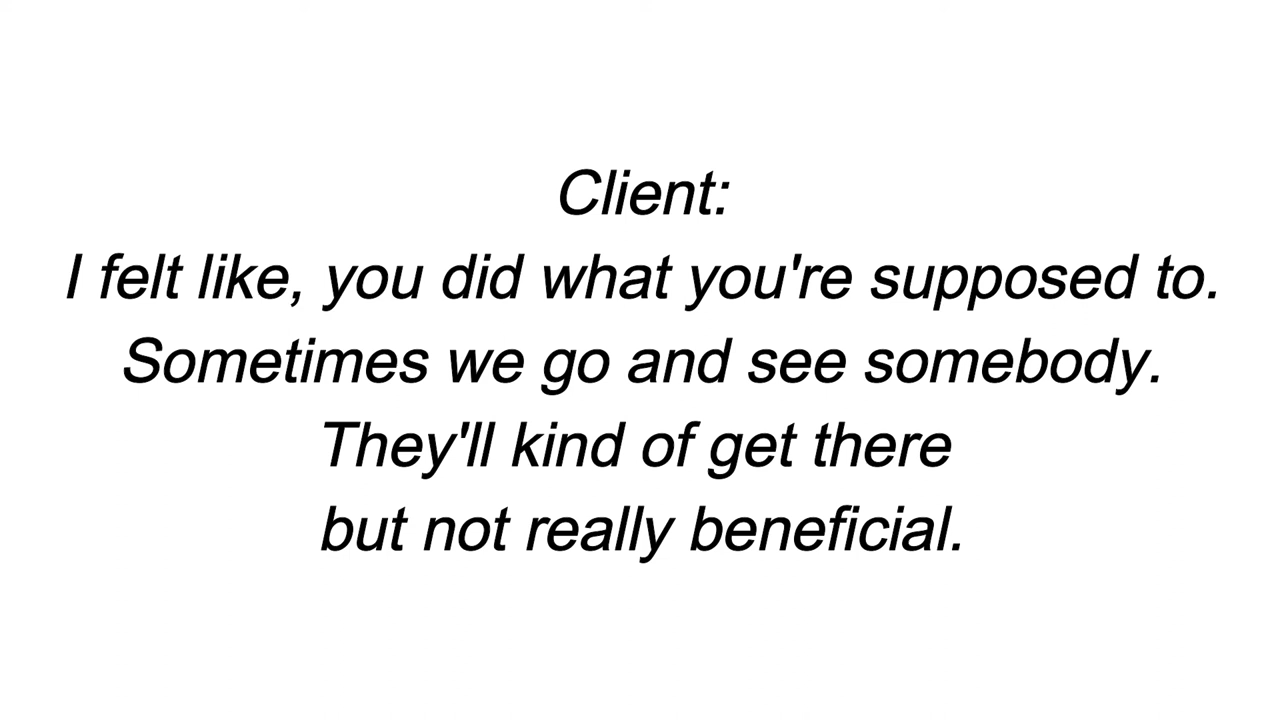 Client:
I felt like, you did what you're supposed to.
Sometimes we go and see somebody.
They'll kind of get there
but not really beneficial.